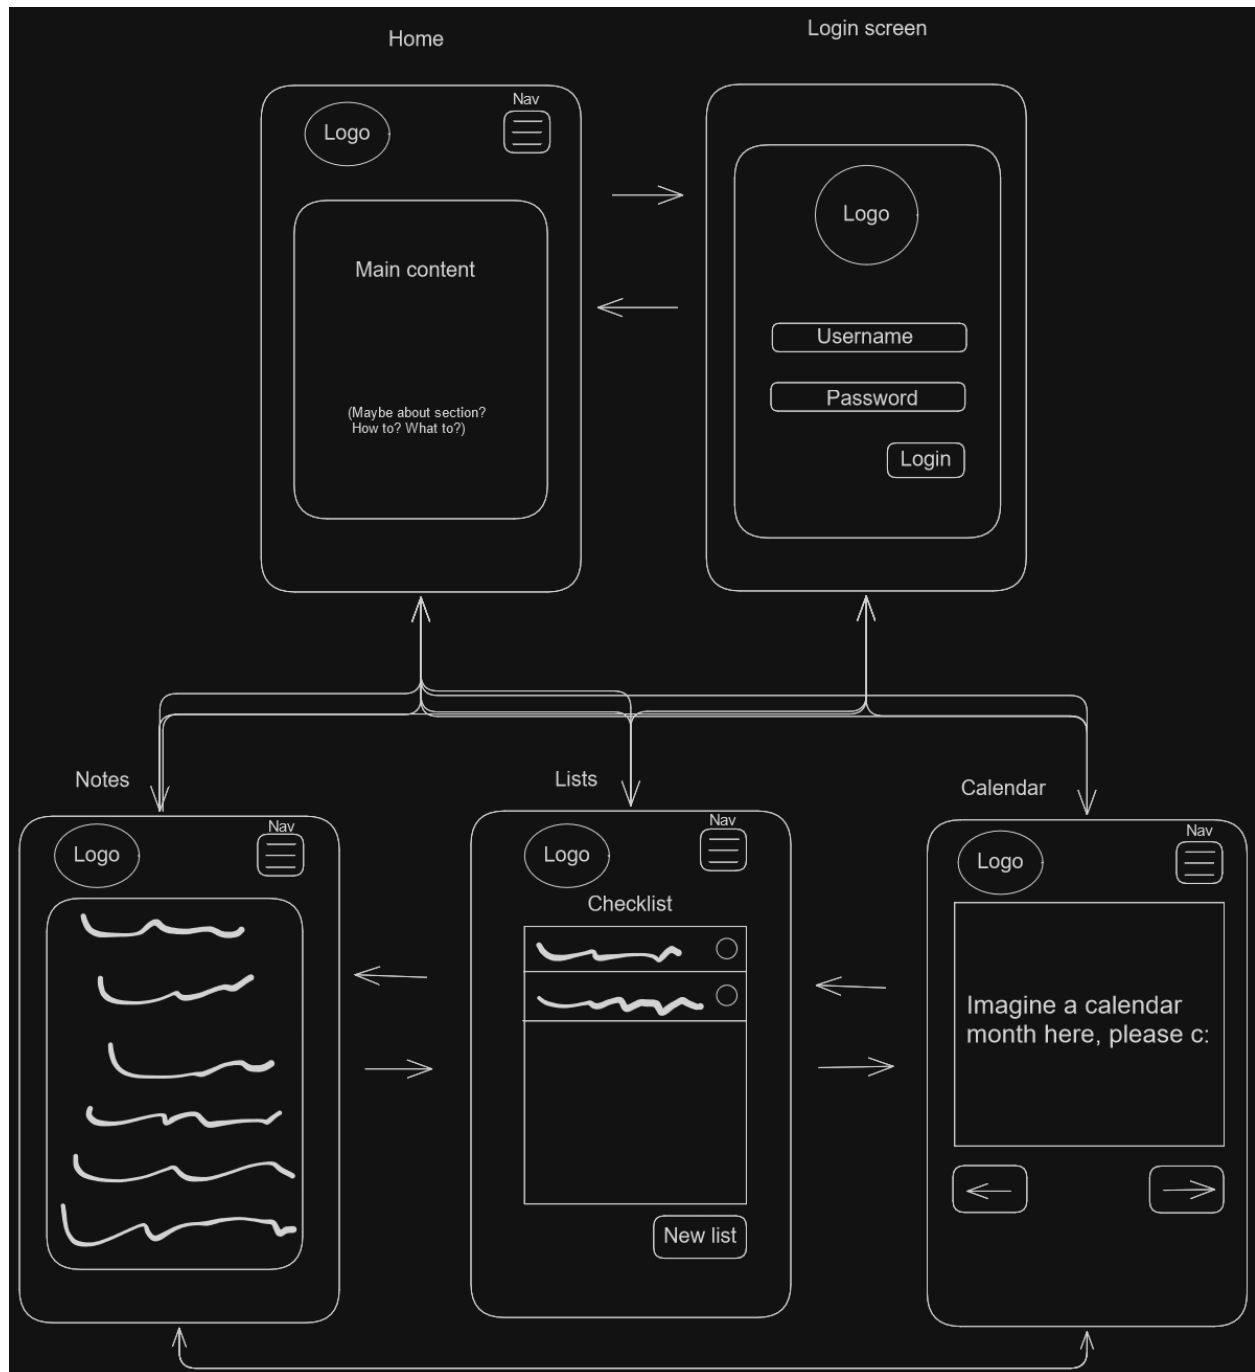 Home
Login screen
Nav
Logo
Main content
(Maybe about section?
How to? What to?)
Logo
Username
Password
Login
Notes
Lists
Calendar
Nav
Logo
Nav
Logo
Checklist
New list
Nav
Logo
Imagine a calendar
month here, please c: